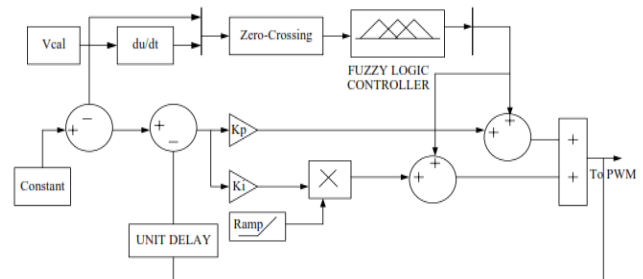 Vcal
du/dt
Zero-Crossing
FUZZY LOGIC
CONTROLLER
Constant
Kp
Ki
Ramp
UNIT DELAY
To PWM